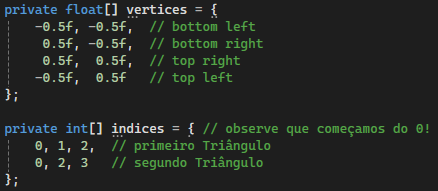 private float[] vertices = {
-0.5f, -0.5f, // bottom left
0.5f, -0.5f, // bottom right
0.5f, 0.5f, // top right
-0.5f, 0.5f // top left
};
private int[] indices = { // observe que começamos do 0!
0, 1, 2, // primeiro Triângulo
0, 2, 3 // segundo Triângulo
};